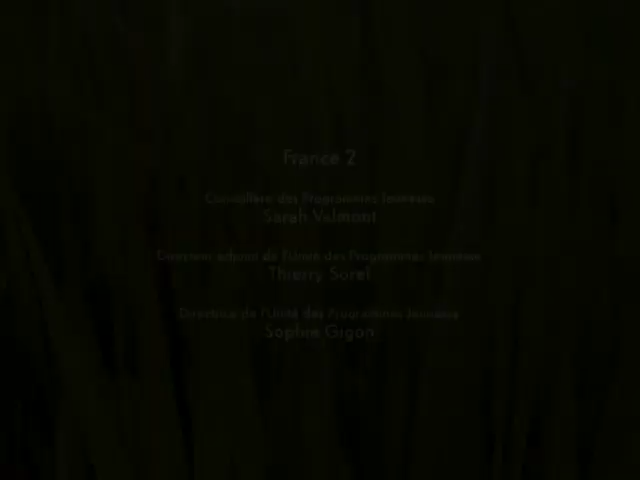 France 2
Conseillère des Programmes Jeunesse
Sarah Valmont
Directeur adjoint de l'Unité des Programmes Jeunesse
Thierry Sorel
Directrice de l'Unité des Programmes Jeunesse
Sophie Gigon